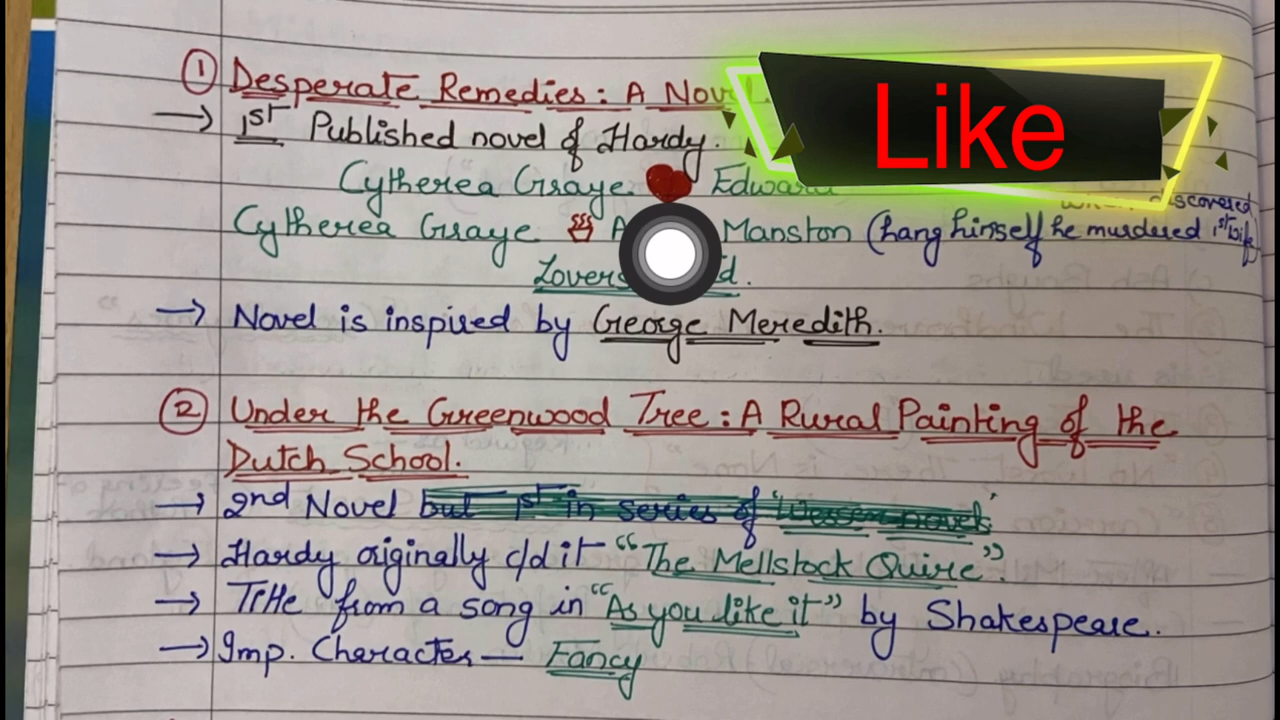 ① Desperate Remedies : A Novel.
Like
→ 1st Published novel of Hardy.
Cytherea Graye ❤ Edward
when discovered
Cytherea Graye Manston (hang himself he murdered 1st wife
Lovers
→ Novel is inspired by George Meredith.
② Under the Greenwood Tree : A Rural Painting of the
Dutch School.
→ 2nd Novel but 1st in series of 'Wessex novels'
→ Hardy originally c/d it "The Mellstock Quire".
→ Title from a song in "As you like it" by Shakespeare.
→ Imp. Character — Fancy